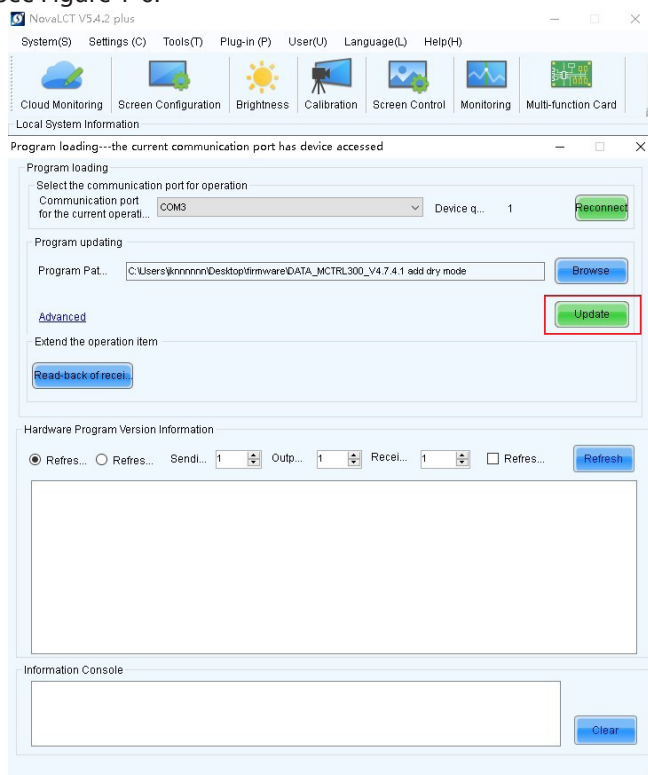 See Figure 1-6.
NovaLCT V5.4.2 plus
System(S) Settings (C) Tools(T) Plug-in (P) User(U) Language(L) Help(H)
Cloud Monitoring Screen Configuration Brightness Calibration Screen Control Monitoring Multi-function Card
Local System Information
Program loading---the current communication port has device accessed
Program loading
Select the communication port for operation
Communication port
for the current operati... COM3 Device q... 1 Reconnect
Program updating
Program Pat... C:\Users\jknnnnnn\Desktop\firmware\DATA_MCTRL300_V4.7.4.1 add dry mode Browse
Advanced Update
Extend the operation item
Read-back of recei...
Hardware Program Version Information
Refres... Refres... Sendi... 1 Outp... 1 Recei... 1 Refres... Refresh
Information Console
Clear